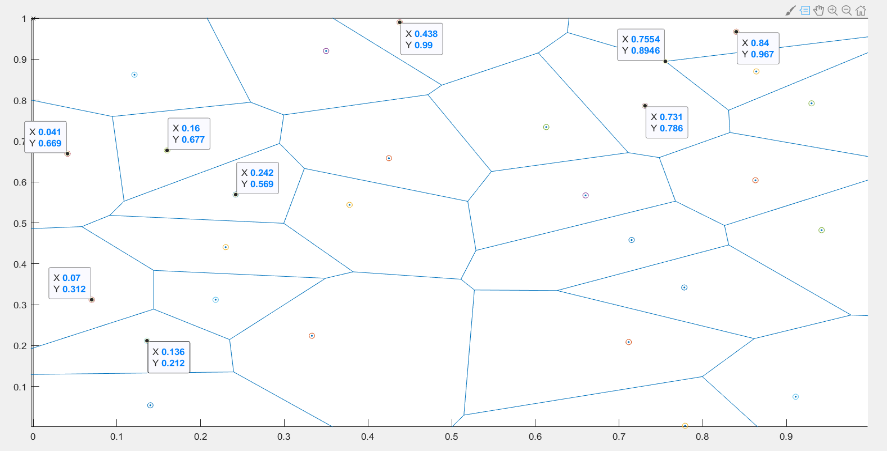 1
X 0.438
Y 0.99
X 0.7554
Y 0.8946
X 0.84
Y 0.967
0.9
0.8
X 0.041
Y 0.669
0.7
X 0.16
Y 0.677
X 0.731
Y 0.786
0.6
X 0.242
Y 0.569
0.5
0.4
X 0.07
Y 0.312
0.3
0.2
X 0.136
Y 0.212
0.1
0 0.1 0.2 0.3 0.4 0.5 0.6 0.7 0.8 0.9